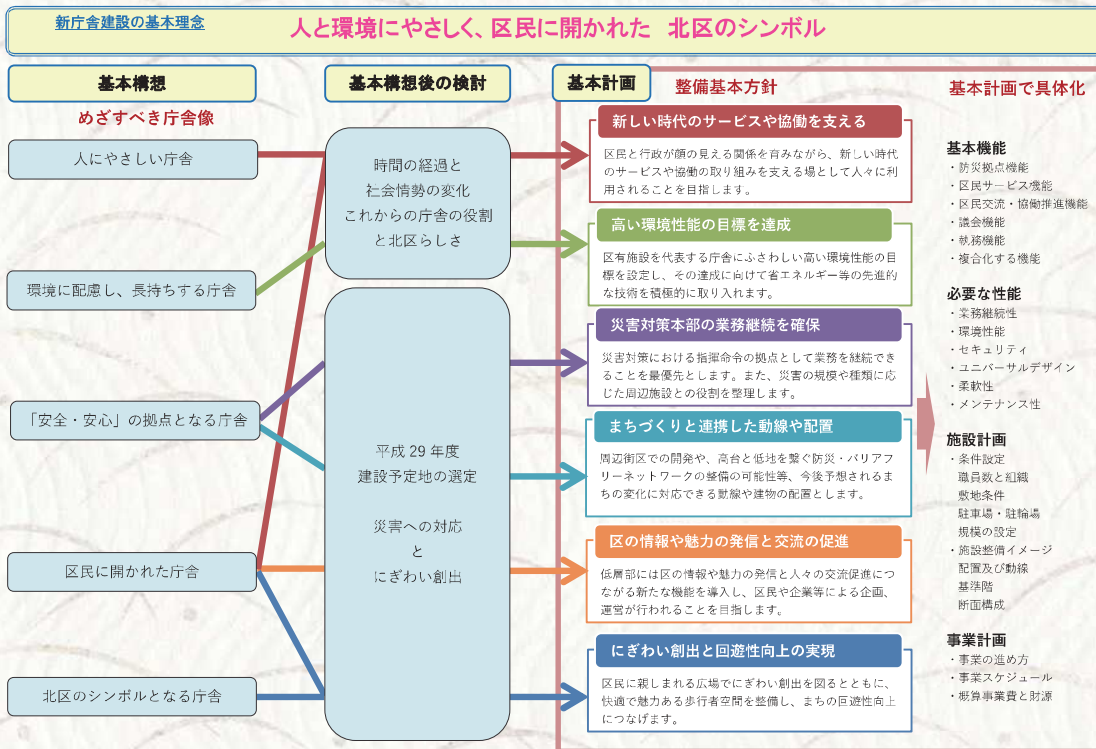 新庁舎建設の基本理念
人と環境にやさしく、区民に開かれた　北区のシンボル
基本構想
めざすべき庁舎像
人にやさしい庁舎
環境に配慮し、長持ちする庁舎
「安全・安心」の拠点となる庁舎
区民に開かれた庁舎
北区のシンボルとなる庁舎
基本構想後の検討
時間の経過と
社会情勢の変化
これからの庁舎の役割
と北区らしさ
平成 29 年度
建設予定地の選定
災害への対応
と
にぎわい創出
基本計画
整備基本方針
新しい時代のサービスや協働を支える
区民と行政が顔の見える関係を育みながら、新しい時代
のサービスや協働の取り組みを支える場として人々に利
用されることを目指します。
高い環境性能の目標を達成
区有施設を代表する庁舎にふさわしい高い環境性能の目
標を設定し、その達成に向けて省エネルギー等の先進的
な技術を積極的に取り入れます。
災害対策本部の業務継続を確保
災害対策における指揮命令の拠点として業務を継続でき
ることを最優先とします。また、災害の規模や種類に応
じた周辺施設との役割を整理します。
まちづくりと連携した動線や配置
周辺街区での開発や、高台と低地を繋ぐ防災・バリアフ
リーネットワークの整備の可能性等、今後予想されるま
ちの変化に対応できる動線や建物の配置とします。
区の情報や魅力の発信と交流の促進
低層部には区の情報や魅力の発信と人々の交流促進につ
ながる新たな機能を導入し、区民や企業等による企画、
運営が行われることを目指します。
にぎわい創出と回遊性向上の実現
区民に親しまれる広場でにぎわい創出を図るとともに、
快適で魅力ある歩行者空間を整備し、まちの回遊性向上
につなげます。
基本計画で具体化
基本機能
・防災拠点機能
・区民サービス機能
・区民交流・協働推進機能
・議会機能
・執務機能
・複合化する機能
必要な性能
・業務継続性
・環境性能
・セキュリティ
・ユニバーサルデザイン
・柔軟性
・メンテナンス性
施設計画
・条件設定
職員数と組織
敷地条件
駐車場・駐輪場
規模の設定
・施設整備イメージ
配置及び動線
基準階
断面構成
事業計画
・事業の進め方
・事業スケジュール
・概算事業費と財源